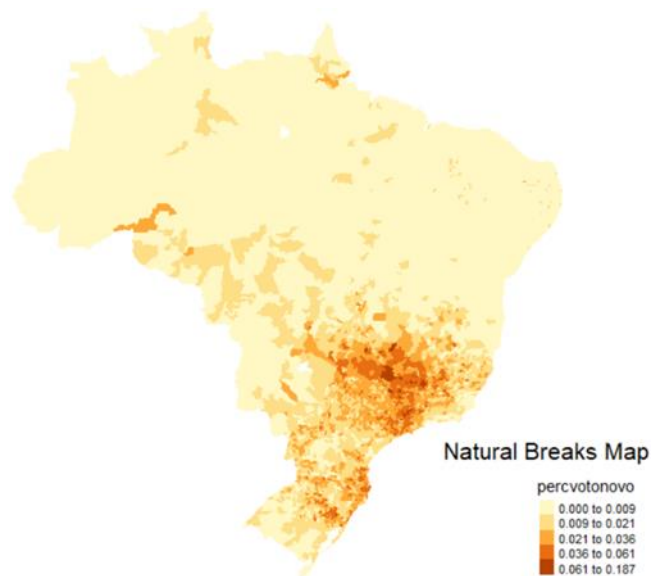 Natural Breaks Map
percvotonovo
0.000 to 0.009
0.009 to 0.021
0.021 to 0.036
0.036 to 0.061
0.061 to 0.187